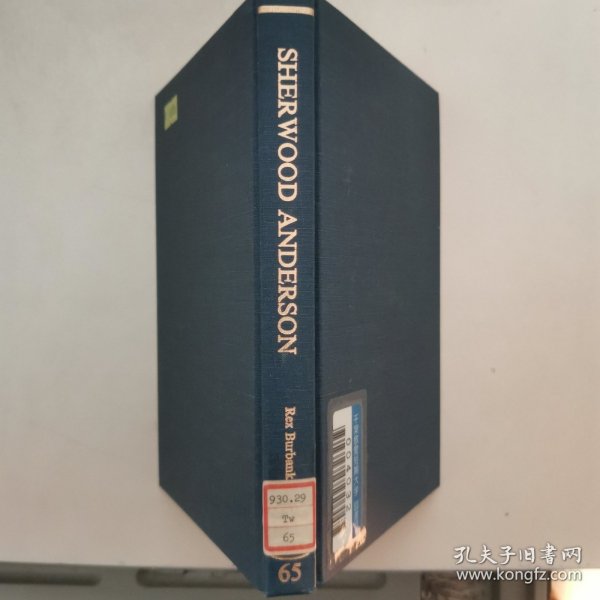 SHERWOOD ANDERSON
Rex Burbank
930.29
Tw
65
65
孔夫子旧书网
www.kongfz.com